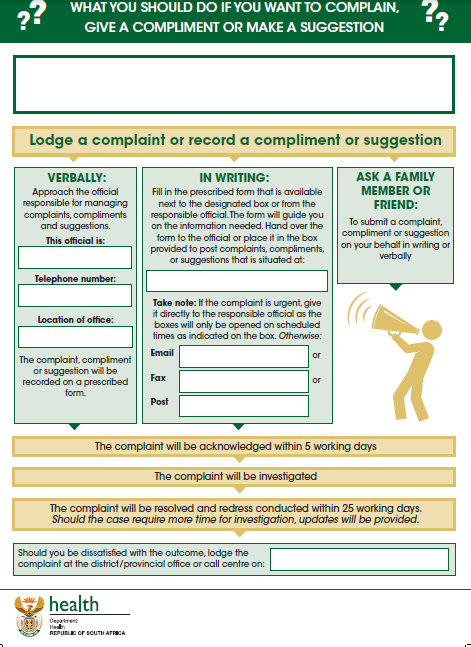 WHAT YOU SHOULD DO IF YOU WANT TO COMPLAIN,
GIVE A COMPLIMENT OR MAKE A SUGGESTION
??
??
Lodge a complaint or record a compliment or suggestion
VERBALLY:
Approach the official
responsible for managing
complaints, compliments
and suggestions.
This official is:
Telephone number:
Location of office:
The complaint, compliment
or suggestion will be
recorded on a prescribed
form.
IN WRITING:
Fill in the prescribed form that is available
next to the designated box or from the
responsible official. The form will guide you
on the information needed. Hand over the
form to the official or place it in the box
provided to post complaints, compliments,
or suggestions that is situated at:
Take note: If the complaint is urgent, give
it directly to the responsible official as the
boxes will only be opened on scheduled
times as indicated on the box. Otherwise:
Email or
Fax or
Post
ASK A FAMILY
MEMBER OR
FRIEND:
To submit a complaint,
compliment or suggestion
on your behalf in writing or
verbally
The complaint will be acknowledged within 5 working days
The complaint will be investigated
The complaint will be resolved and redress conducted within 25 working days.
Should the case require more time for investigation, updates will be provided.
Should you be dissatisfied with the outcome, lodge the
complaint at the district/provincial office or call centre on:
health
Department:
Health
REPUBLIC OF SOUTH AFRICA